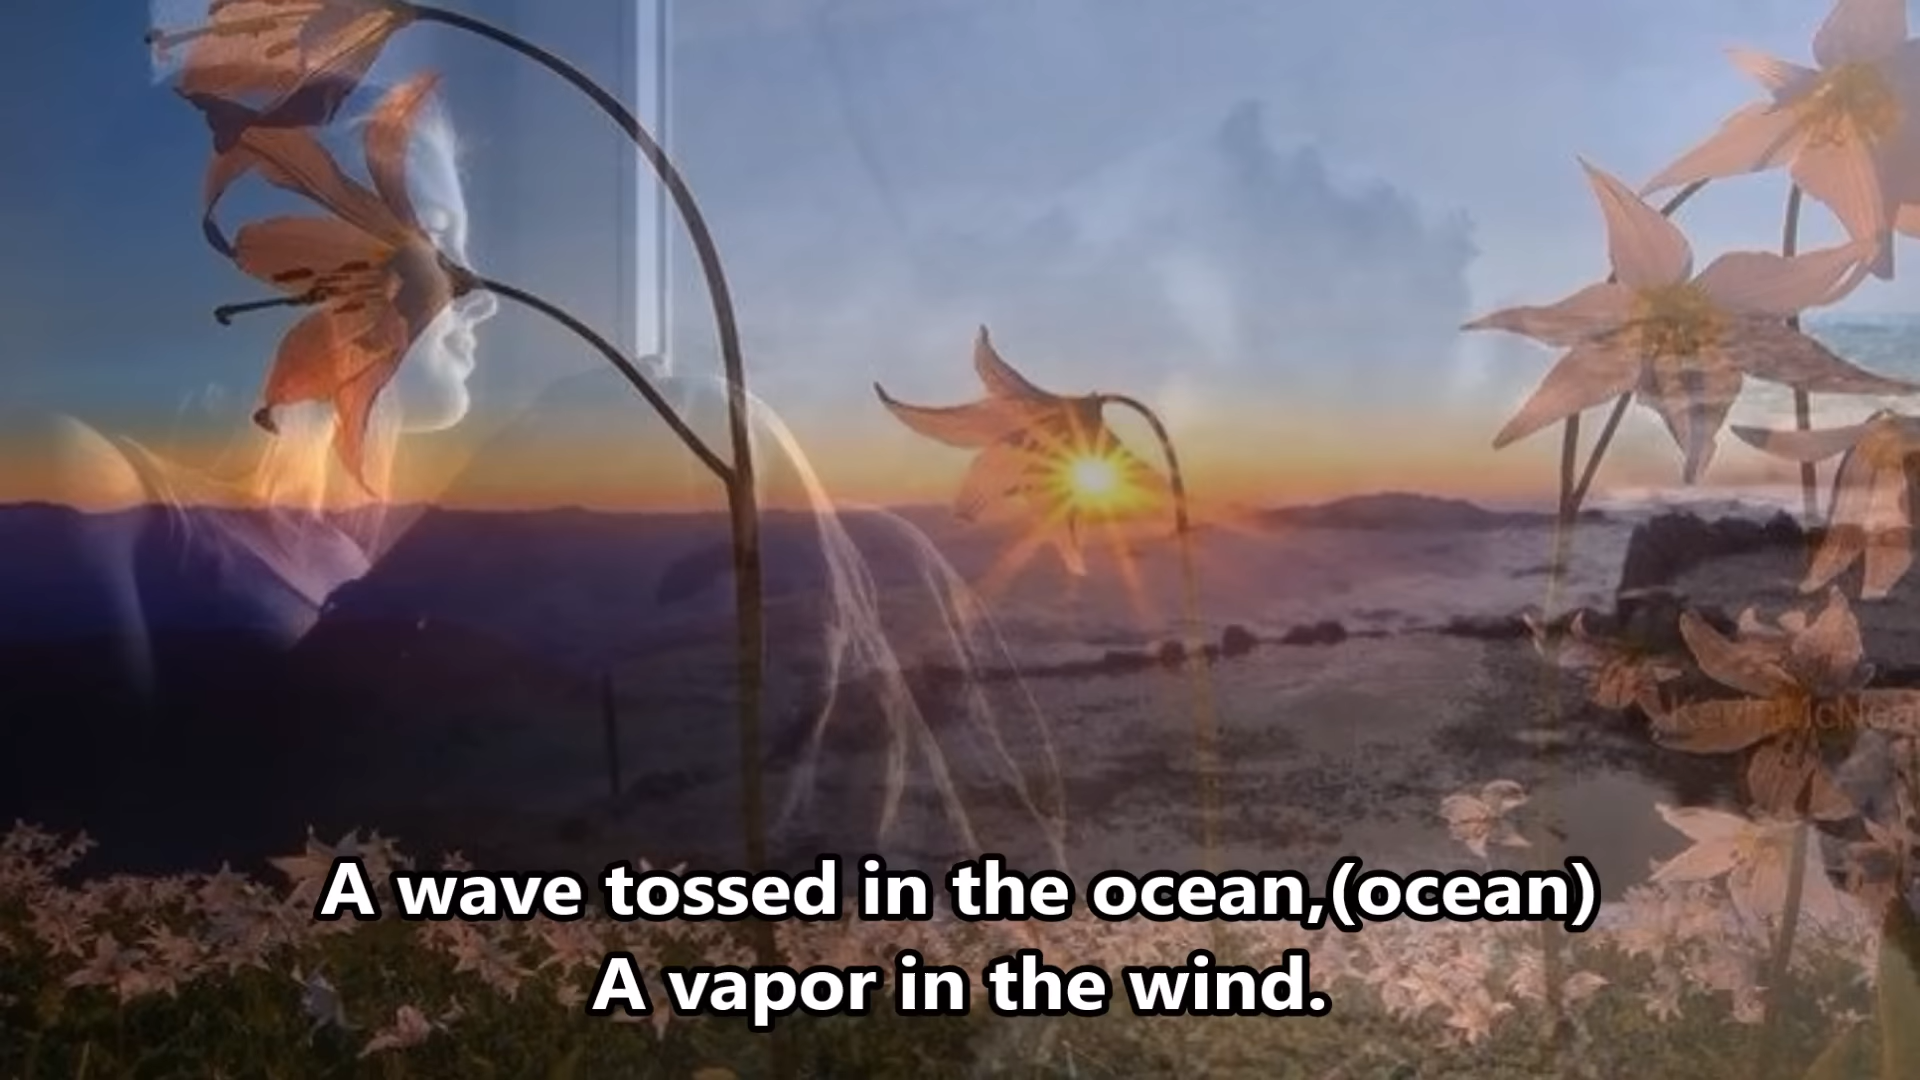 A wave tossed in the ocean,(ocean)
A vapor in the wind.